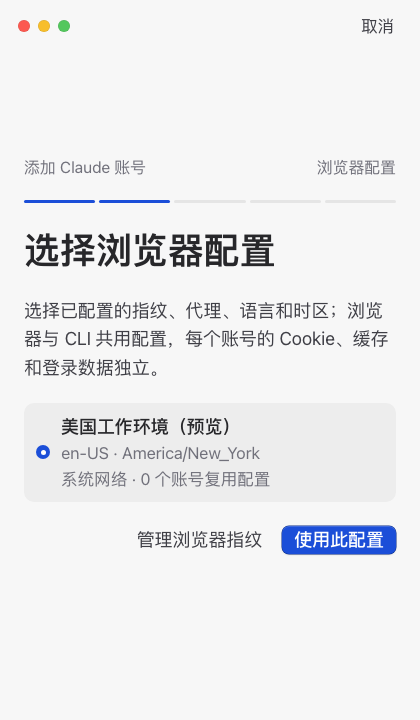 取消
添加 Claude 账号
浏览器配置
选择浏览器配置
选择已配置的指纹、代理、语言和时区；浏览
器与 CLI 共用配置，每个账号的 Cookie、缓存
和登录数据独立。
美国工作环境（预览）
en-US · America/New_York
系统网络 · 0 个账号复用配置
管理浏览器指纹
使用此配置